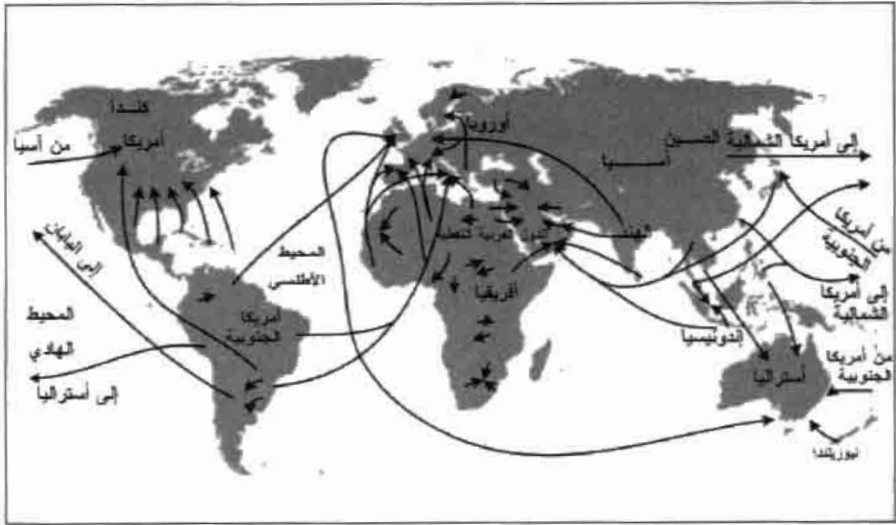 كندا
أمريكا
من آسيا
أوروبا
الصين
آسيا
إلى أمريكا الشمالية
إلى اليابان
المحيط
الأطلسي
الدول العربية النفطية
الهند
من أمريكا
الجنوبية
أفريقيا
إلى أمريكا
الشمالية
المحيط
الهادي
أمريكا
الجنوبية
إندونيسيا
إلى أستراليا
أستراليا
من أمريكا
الجنوبية
نيوزيلندا